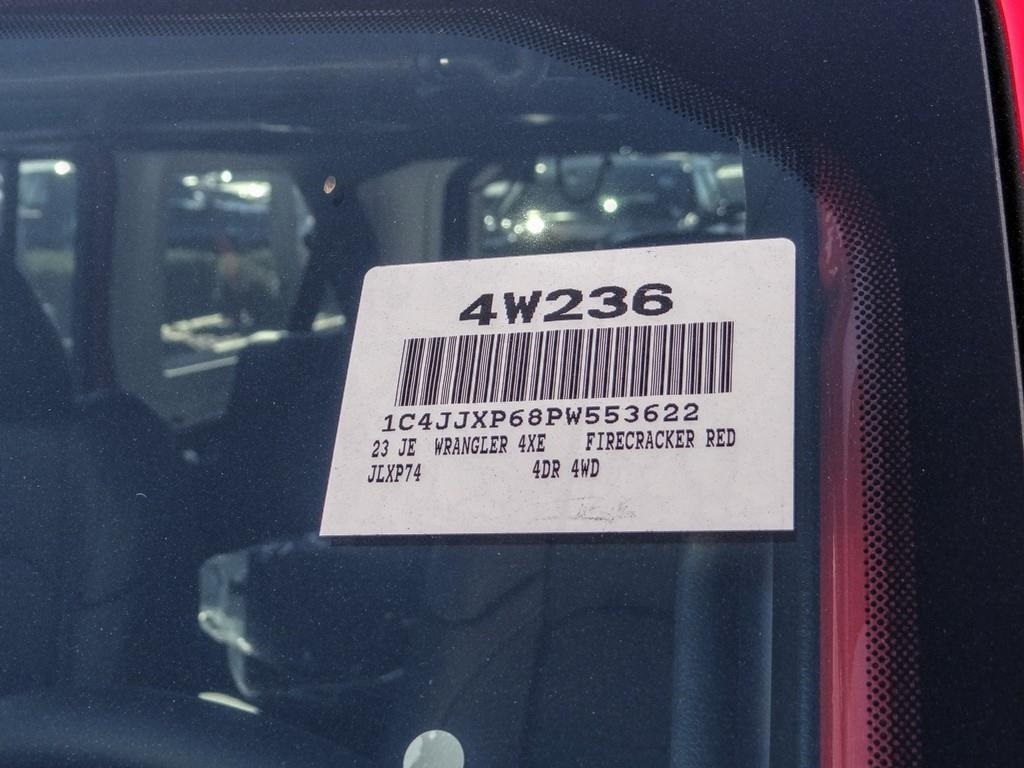 4W236
1C4JJXP68PW553622
23 JE WRANGLER 4XE FIRECRACKER RED
JLXP74 4DR 4WD